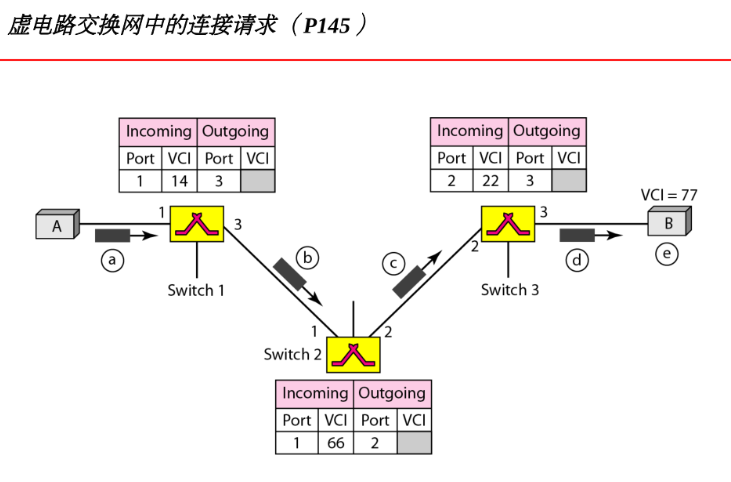 虚电路交换网中的连接请求（P145）
Incoming Outgoing
Port VCI Port VCI
1 14 3
Incoming Outgoing
Port VCI Port VCI
2 22 3
VCI = 77
A
1
3
3
B
a
b
c
2
d
e
Switch 1
Switch 3
1
2
Switch 2
Incoming Outgoing
Port VCI Port VCI
1 66 2